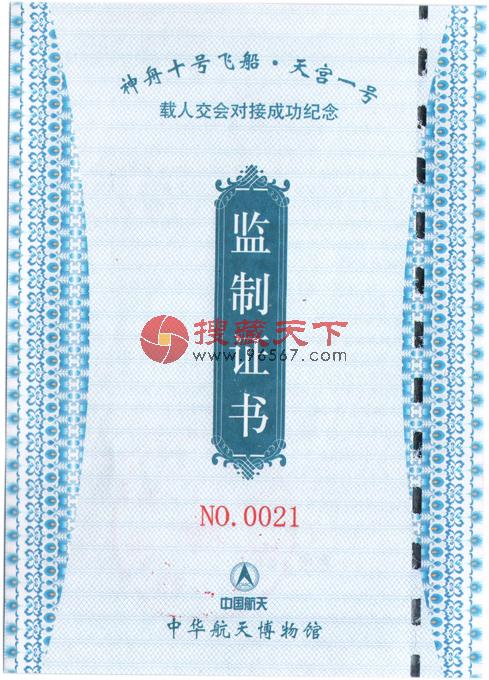 神舟十号飞船·天宫一号
载人交会对接成功纪念
监制证书
搜藏天下
www.96567.com
NO.0021
中国航天
中华航天博物馆